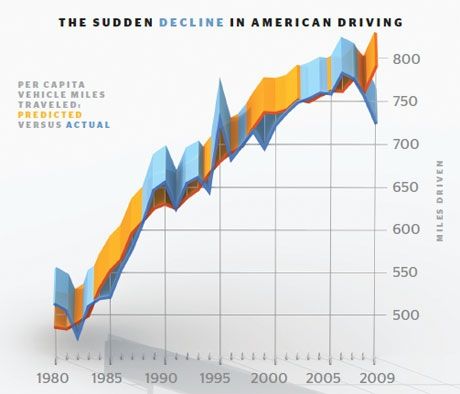 THE SUDDEN DECLINE IN AMERICAN DRIVING
PER CAPITA
VEHICLE MILES
TRAVELED:
PREDICTED
VERSUS ACTUAL
800
750
700
650
600
550
500
MILES DRIVEN
1980 1985 1990 1995 2000 2005 2009